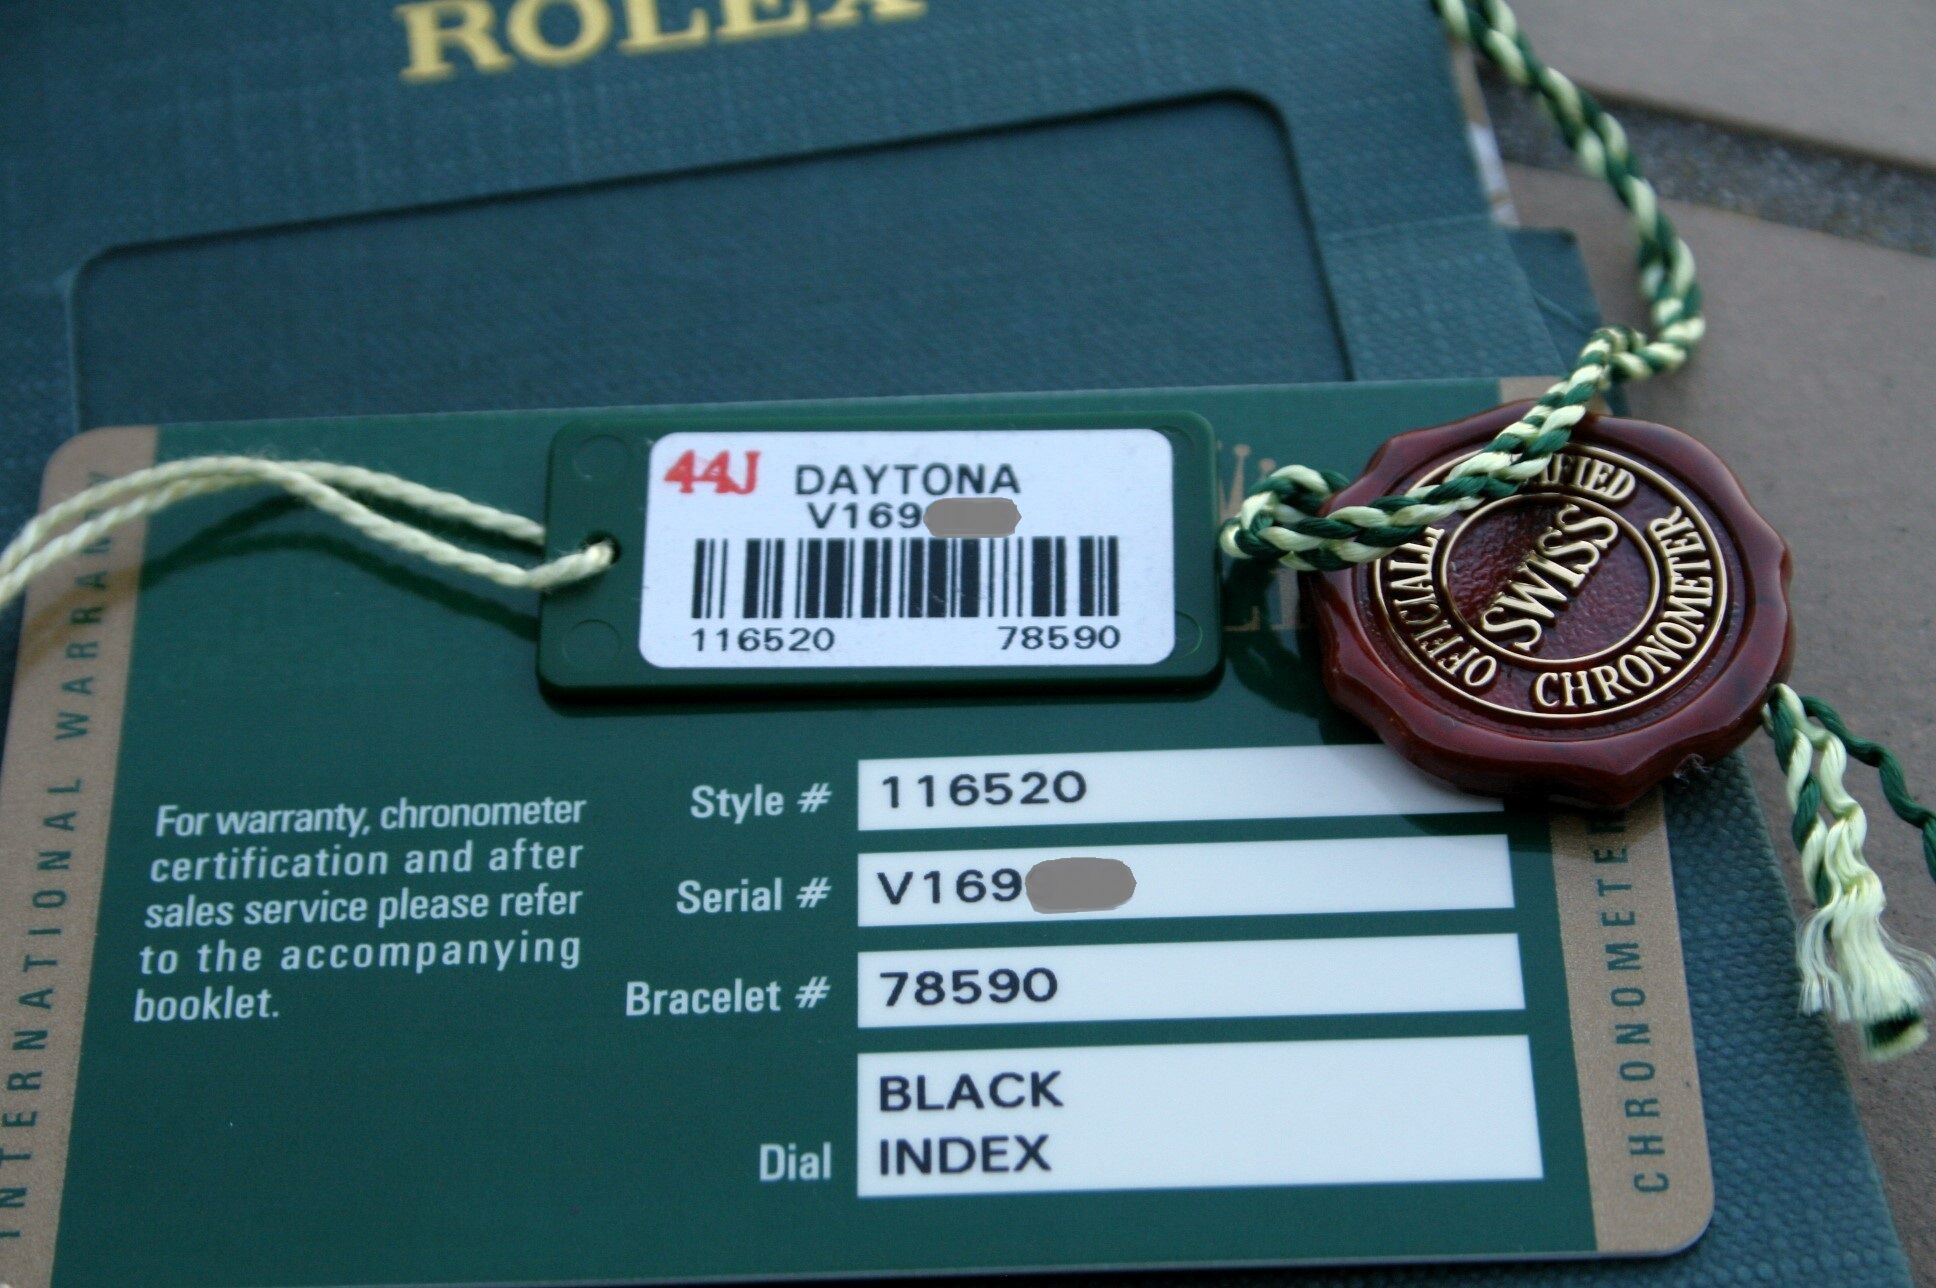 ROLEX
44J DAYTONA
V169
116520 78590
OFFICIALLY CERTIFIED
SWISS
CHRONOMETER
INTERNATIONAL WARRANTY
For warranty, chronometer
certification and after
sales service please refer
to the accompanying
booklet.
Style # 116520
Serial # V169
Bracelet # 78590
Dial BLACK
INDEX
CHRONOMETER